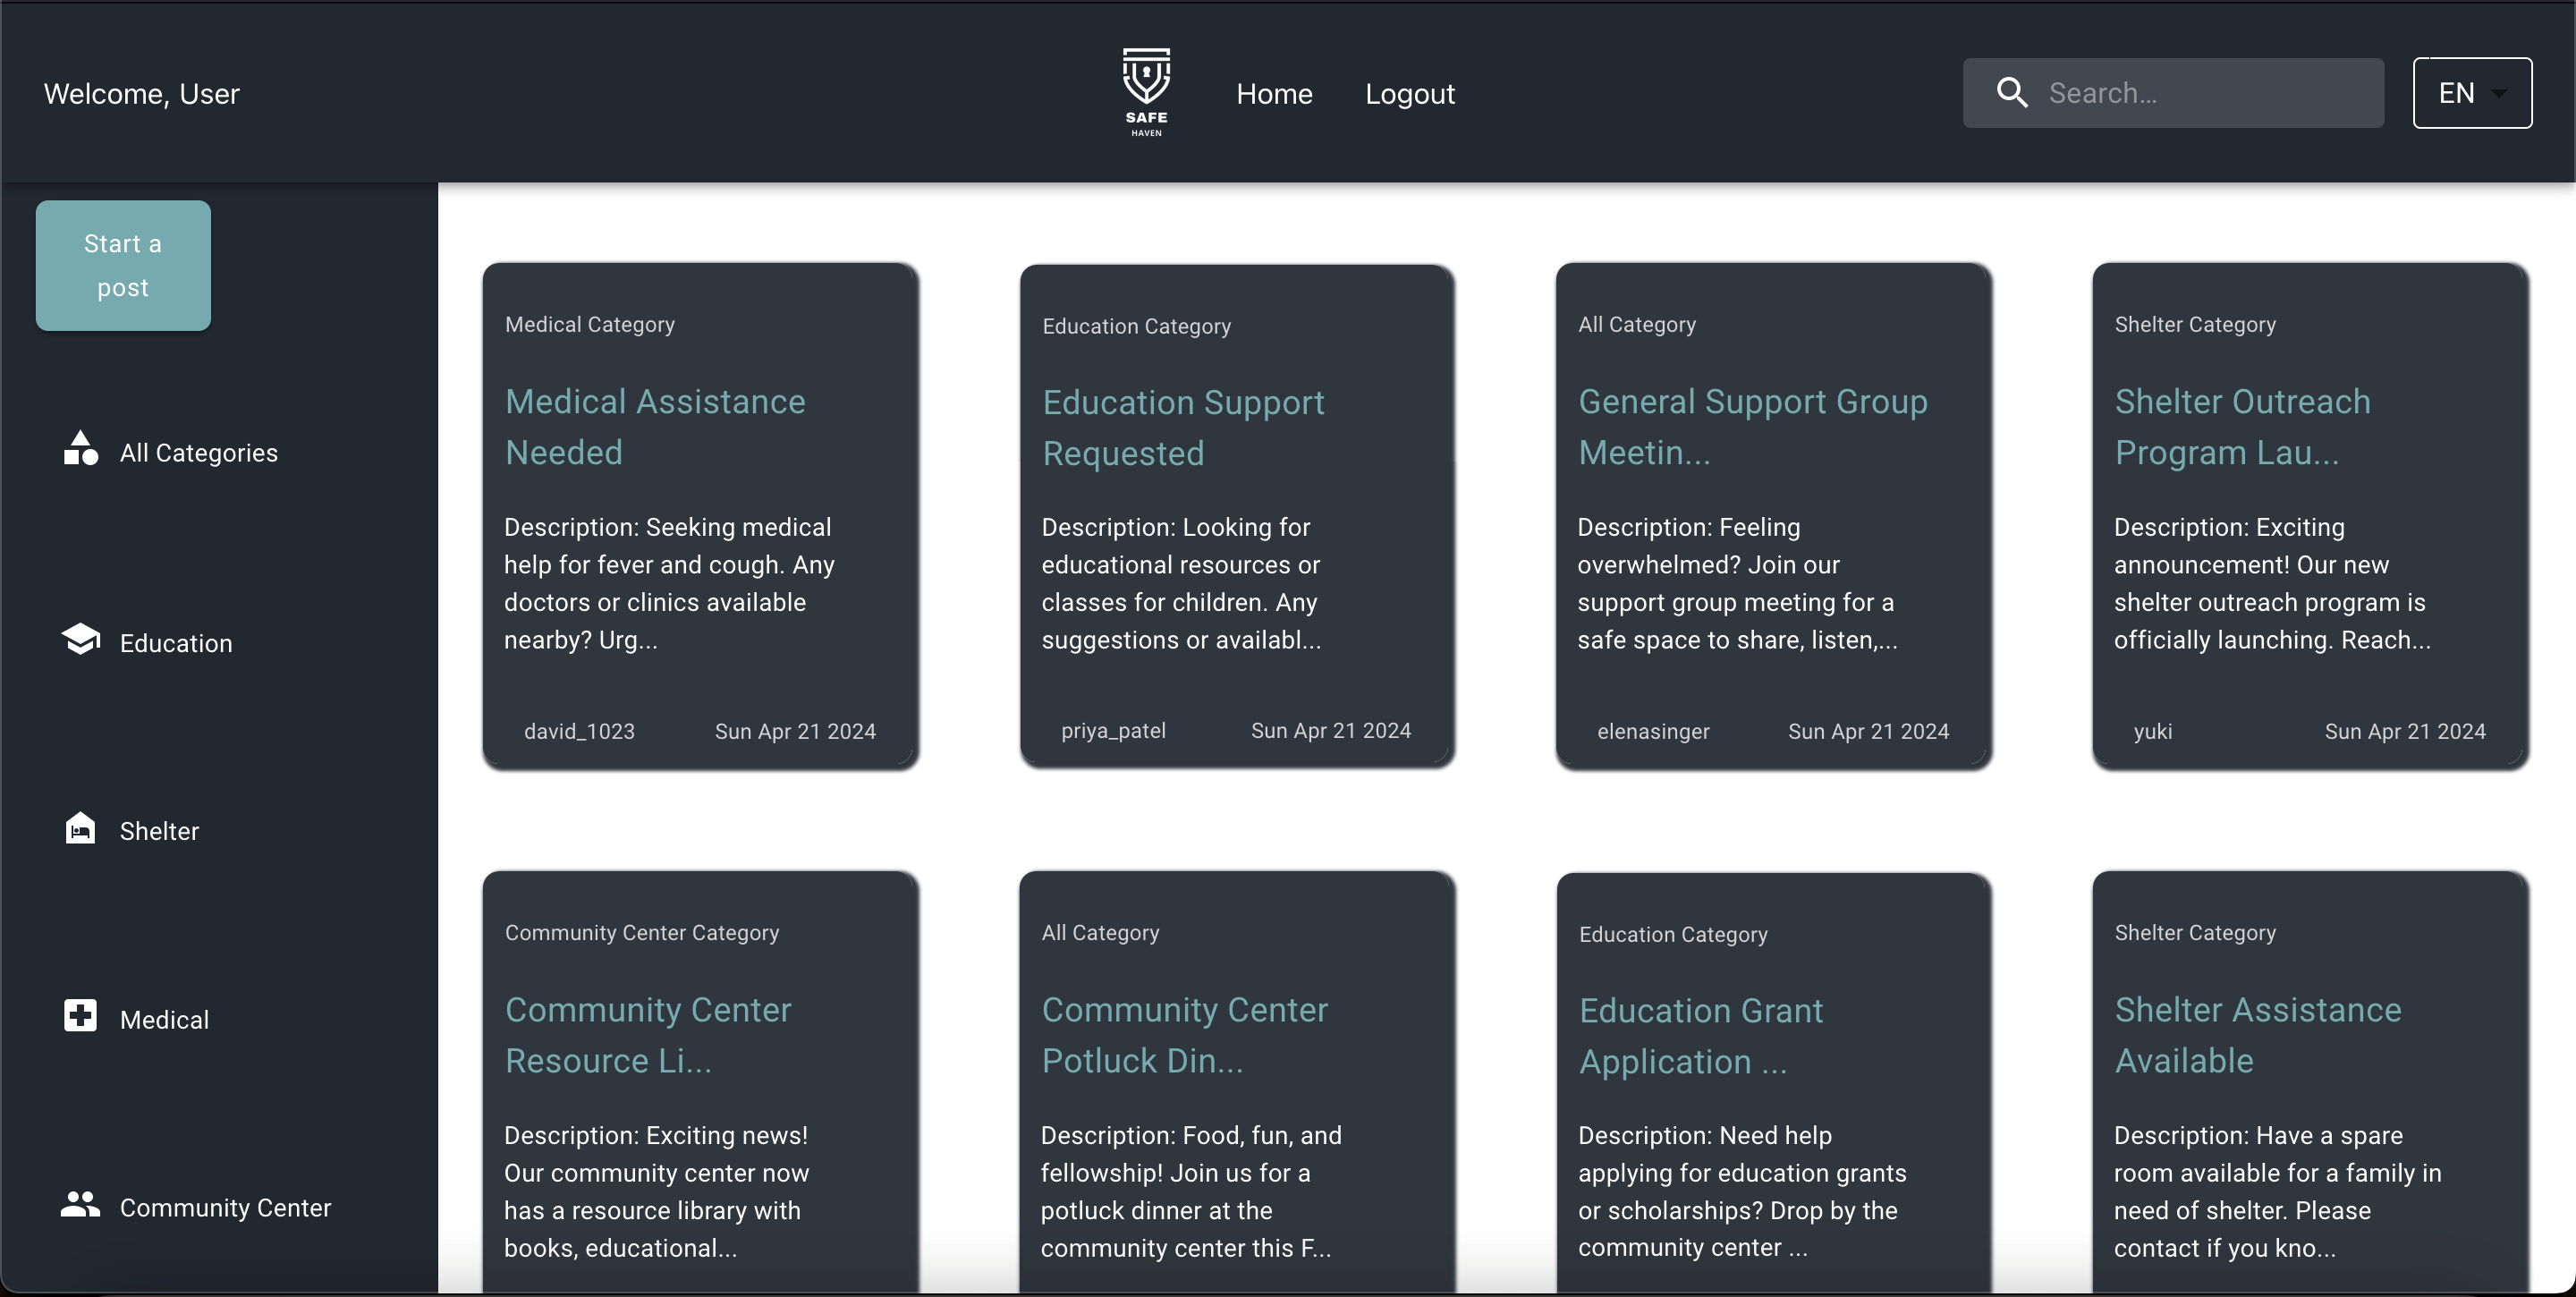 Welcome, User
SAFE
HAVEN
Home
Logout
Search...
EN
Start a
post
All Categories
Education
Shelter
Medical
Community Center
Medical Category
Medical Assistance
Needed
Description: Seeking medical
help for fever and cough. Any
doctors or clinics available
nearby? Urg...
david_1023
Sun Apr 21 2024
Education Category
Education Support
Requested
Description: Looking for
educational resources or
classes for children. Any
suggestions or availabl...
priya_patel
Sun Apr 21 2024
All Category
General Support Group
Meetin...
Description: Feeling
overwhelmed? Join our
support group meeting for a
safe space to share, listen,...
elenasinger
Sun Apr 21 2024
Shelter Category
Shelter Outreach
Program Lau...
Description: Exciting
announcement! Our new
shelter outreach program is
officially launching. Reach...
yuki
Sun Apr 21 2024
Community Center Category
Community Center
Resource Li...
Description: Exciting news!
Our community center now
has a resource library with
books, educational...
All Category
Community Center
Potluck Din...
Description: Food, fun, and
fellowship! Join us for a
potluck dinner at the
community center this F...
Education Category
Education Grant
Application ...
Description: Need help
applying for education grants
or scholarships? Drop by the
community center ...
Shelter Category
Shelter Assistance
Available
Description: Have a spare
room available for a family in
need of shelter. Please
contact if you kno...